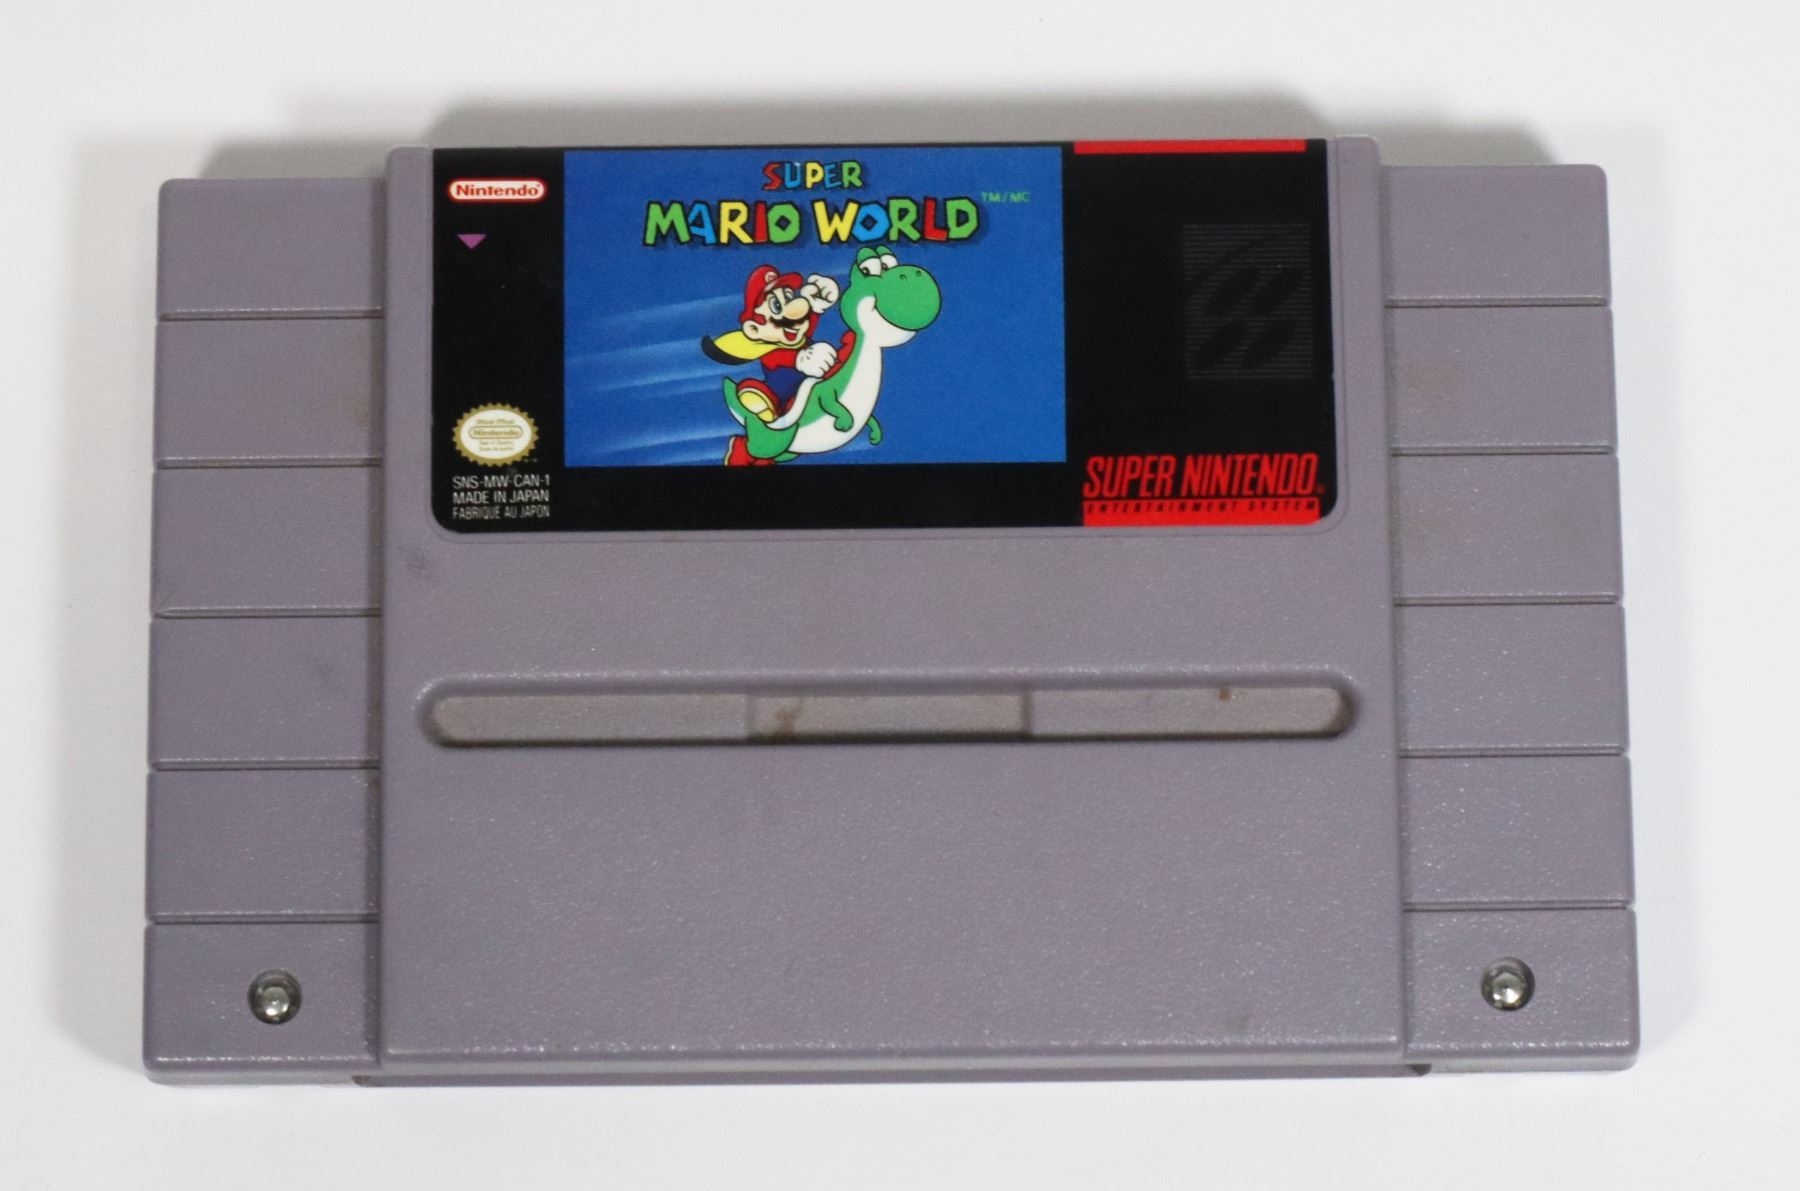 Nintendo®
SUPER
MARIO WORLD
TM/MC
Nintendo
SNS-MW-CAN-1
MADE IN JAPAN
FABRIQUÉ AU JAPON
SUPER NINTENDO
ENTERTAINMENT SYSTEM